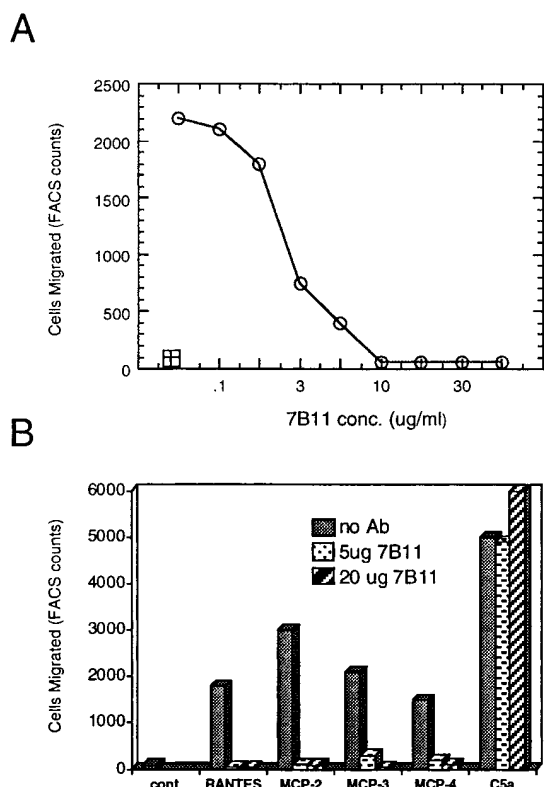 A
2500
2000
1500
1000
500
0
Cells Migrated (FACS counts)
.1 3 10 30
7B11 conc. (ug/ml)
B
6000
5000
4000
3000
2000
1000
0
Cells Migrated (FACS counts)
no Ab
5ug 7B11
20 ug 7B11
cont RANTES MCP-2 MCP-3 MCP-4 C5a